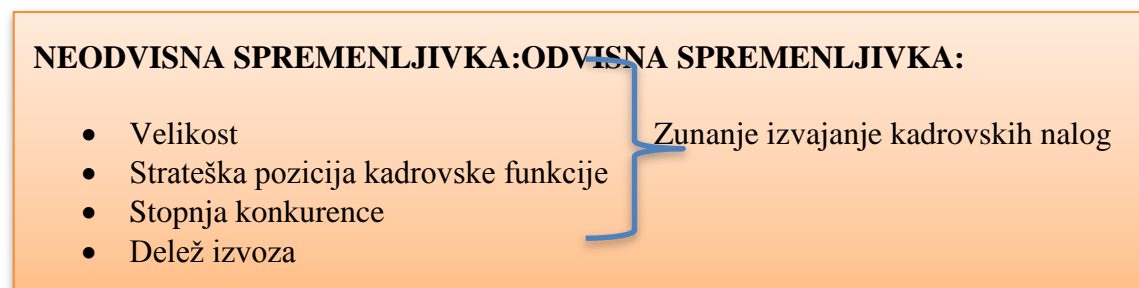 NEODVISNA SPREMENLJIVKA:ODVISNA SPREMENLJIVKA:
• Velikost Zunanje izvajanje kadrovskih nalog
• Strateška pozicija kadrovske funkcije
• Stopnja konkurence
• Delež izvoza